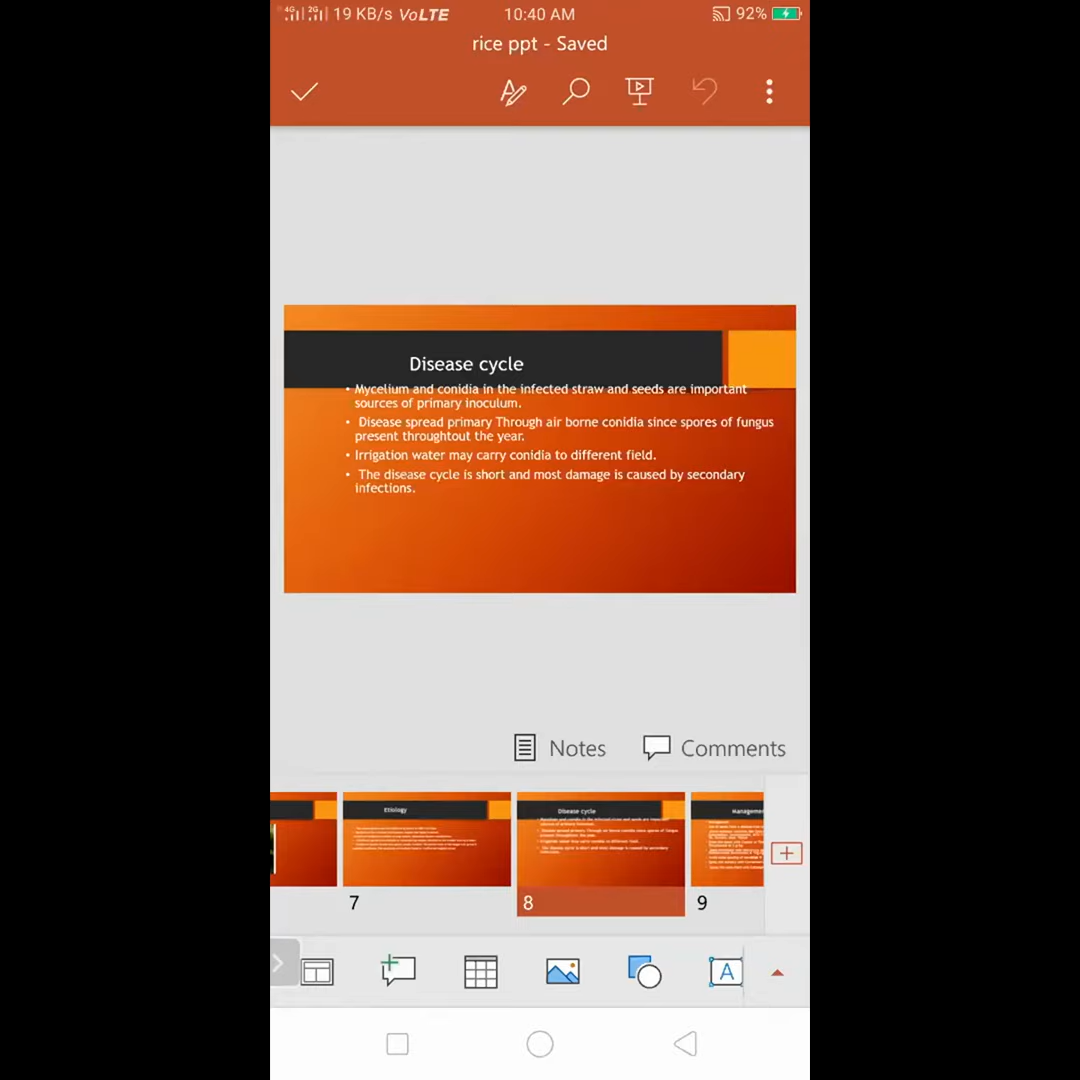 4G 2G 19 KB/s VoLTE 10:40 AM 92%
rice ppt - Saved
Disease cycle
• Mycelium and conidia in the infected straw and seeds are important
sources of primary inoculum.
• Disease spread primary Through air borne conidia since spores of fungus
present throughtout the year.
• Irrigation water may carry conidia to different field.
• The disease cycle is short and most damage is caused by secondary
infections.
Notes Comments
Etiology
Disease cycle
7
8
9
A